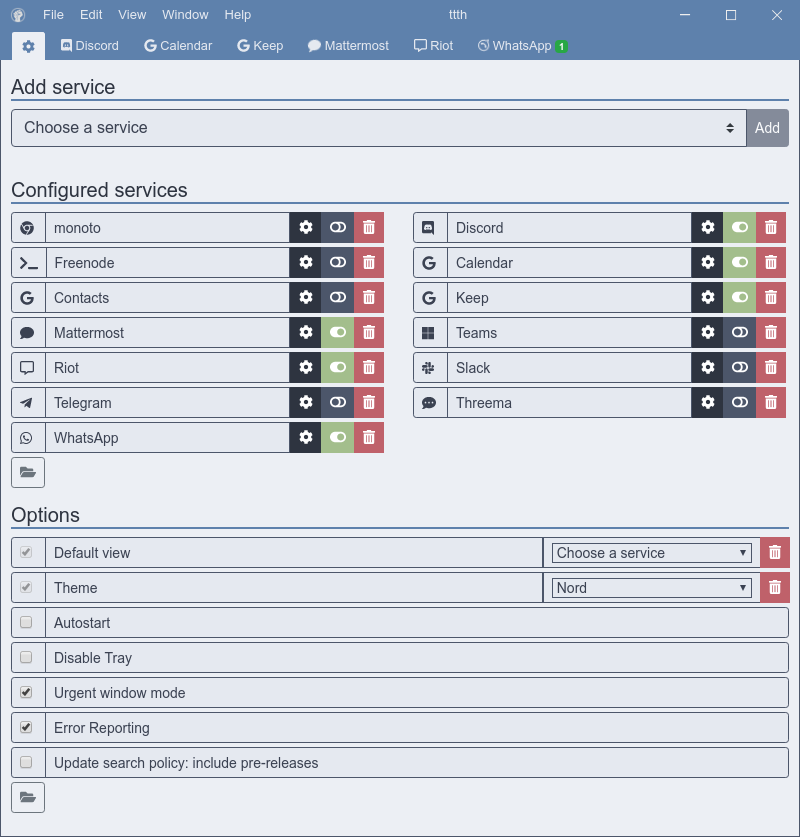 File Edit View Window Help ttth
Discord Calendar Keep Mattermost Riot WhatsApp 1
Add service
Choose a service Add
Configured services
monoto Discord
Freenode Calendar
Contacts Keep
Mattermost Teams
Riot Slack
Telegram Threema
WhatsApp
Options
Default view Choose a service
Theme Nord
Autostart
Disable Tray
Urgent window mode
Error Reporting
Update search policy: include pre-releases